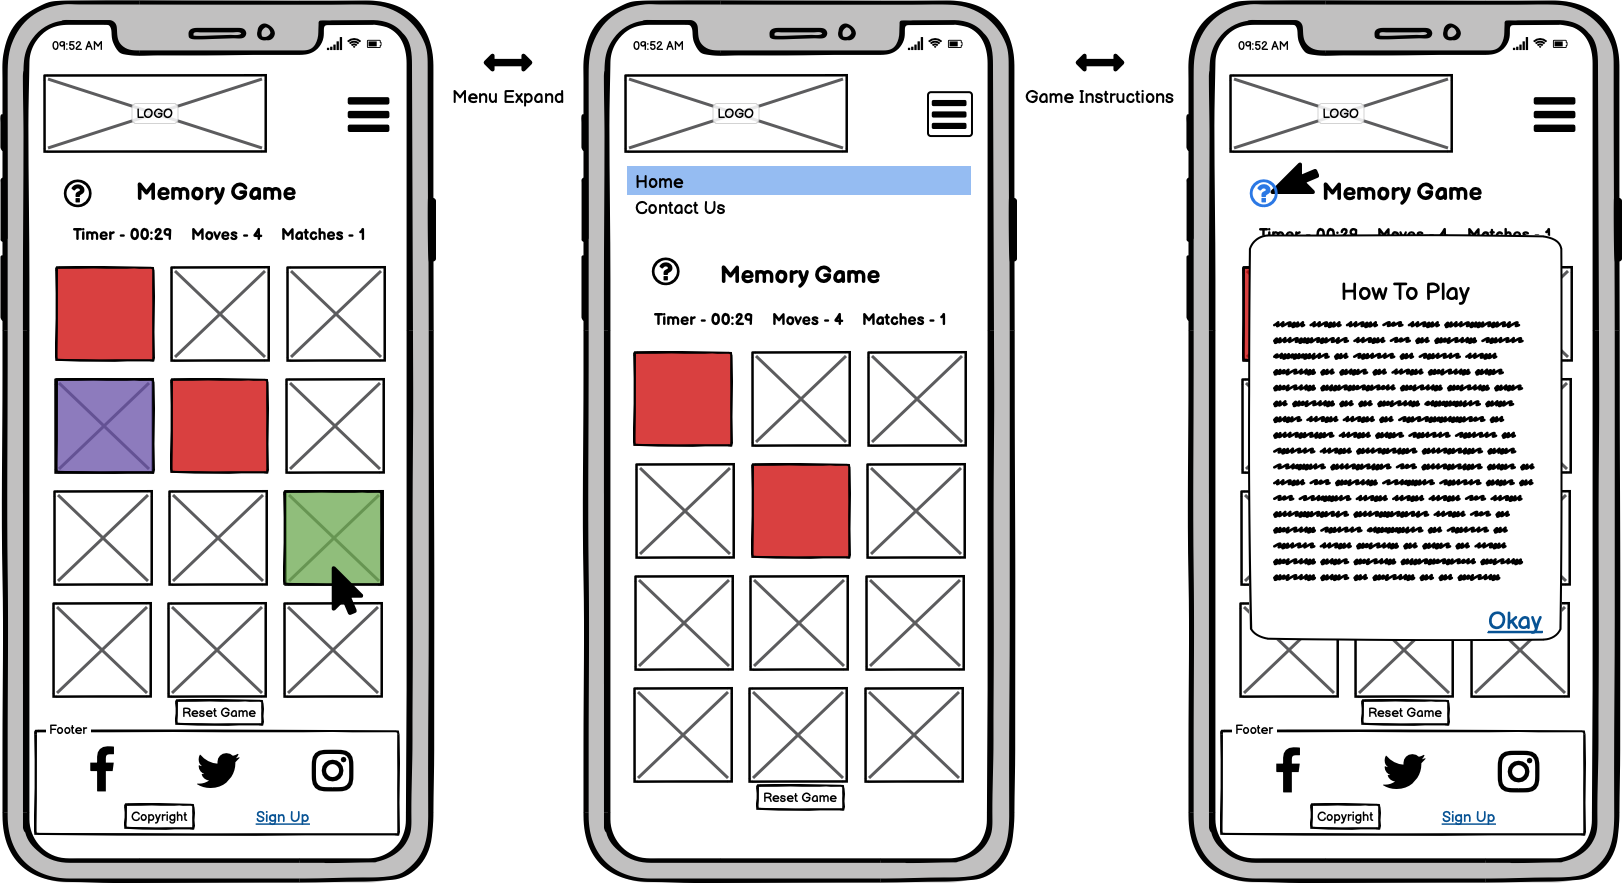 09:52 AM
LOGO
Memory Game
Timer - 00:29 Moves - 4 Matches - 1
Reset Game
Footer
Copyright Sign Up
Menu Expand
09:52 AM
LOGO
Home
Contact Us
Memory Game
Timer - 00:29 Moves - 4 Matches - 1
Reset Game
Game Instructions
09:52 AM
LOGO
Memory Game
Timer - 00:29 Moves - 4 Matches - 1
How To Play
Okay
Reset Game
Footer
Copyright Sign Up